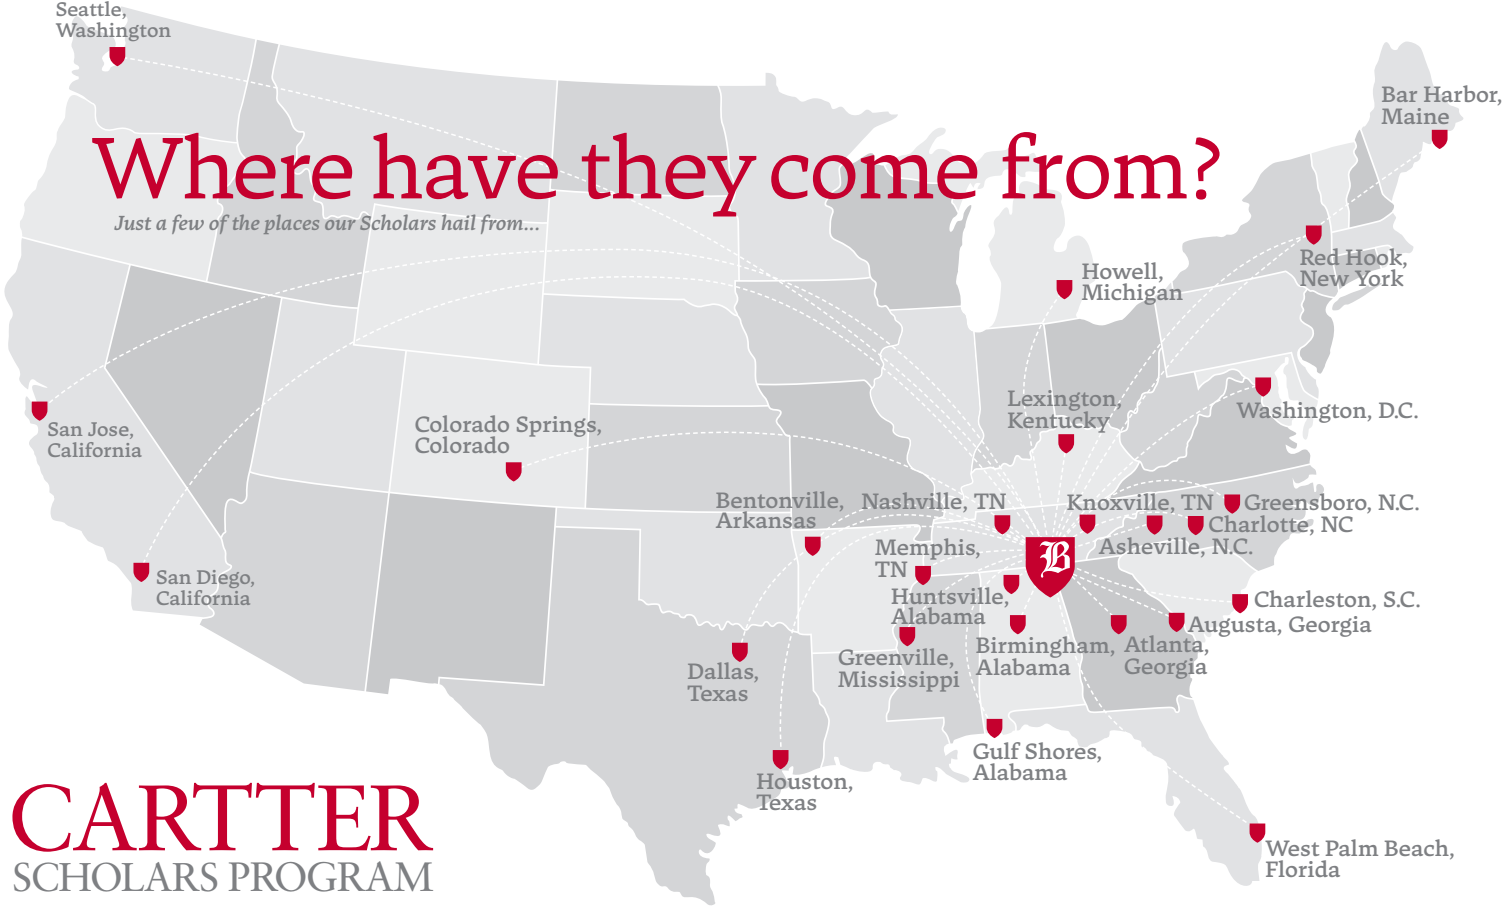 Seattle,
Washington
Bar Harbor,
Maine
Where have they come from?
Just a few of the places our Scholars hail from...
Red Hook,
New York
Howell,
Michigan
Lexington,
Kentucky
Washington, D.C.
San Jose,
California
Colorado Springs,
Colorado
Bentonville,
Arkansas
Nashville, TN
Knoxville, TN
Greensboro, N.C.
Charlotte, NC
Asheville, N.C.
Memphis,
TN
B
San Diego,
California
Huntsville,
Alabama
Charleston, S.C.
Augusta, Georgia
Birmingham,
Alabama
Atlanta,
Georgia
Greenville,
Mississippi
Dallas,
Texas
Gulf Shores,
Alabama
Houston,
Texas
West Palm Beach,
Florida
CARTTER
SCHOLARS PROGRAM